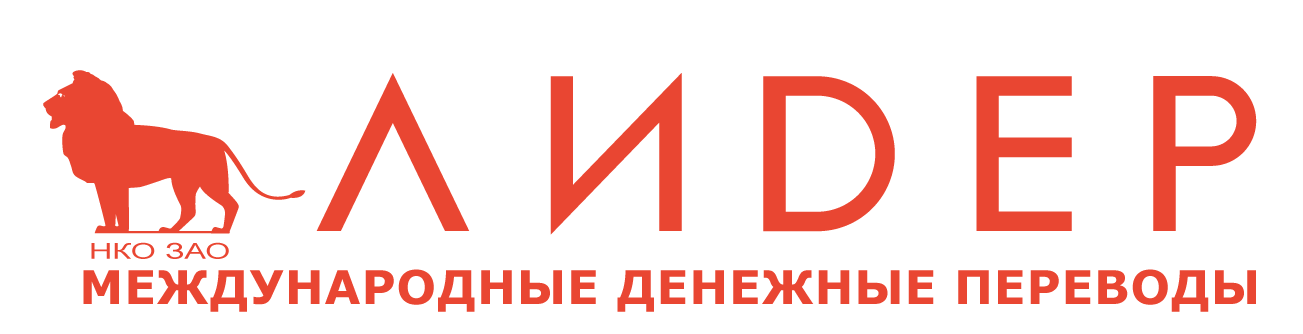 ЛИDЕР
НКО ЗАО
МЕЖДУНАРОДНЫЕ ДЕНЕЖНЫЕ ПЕРЕВОДЫ